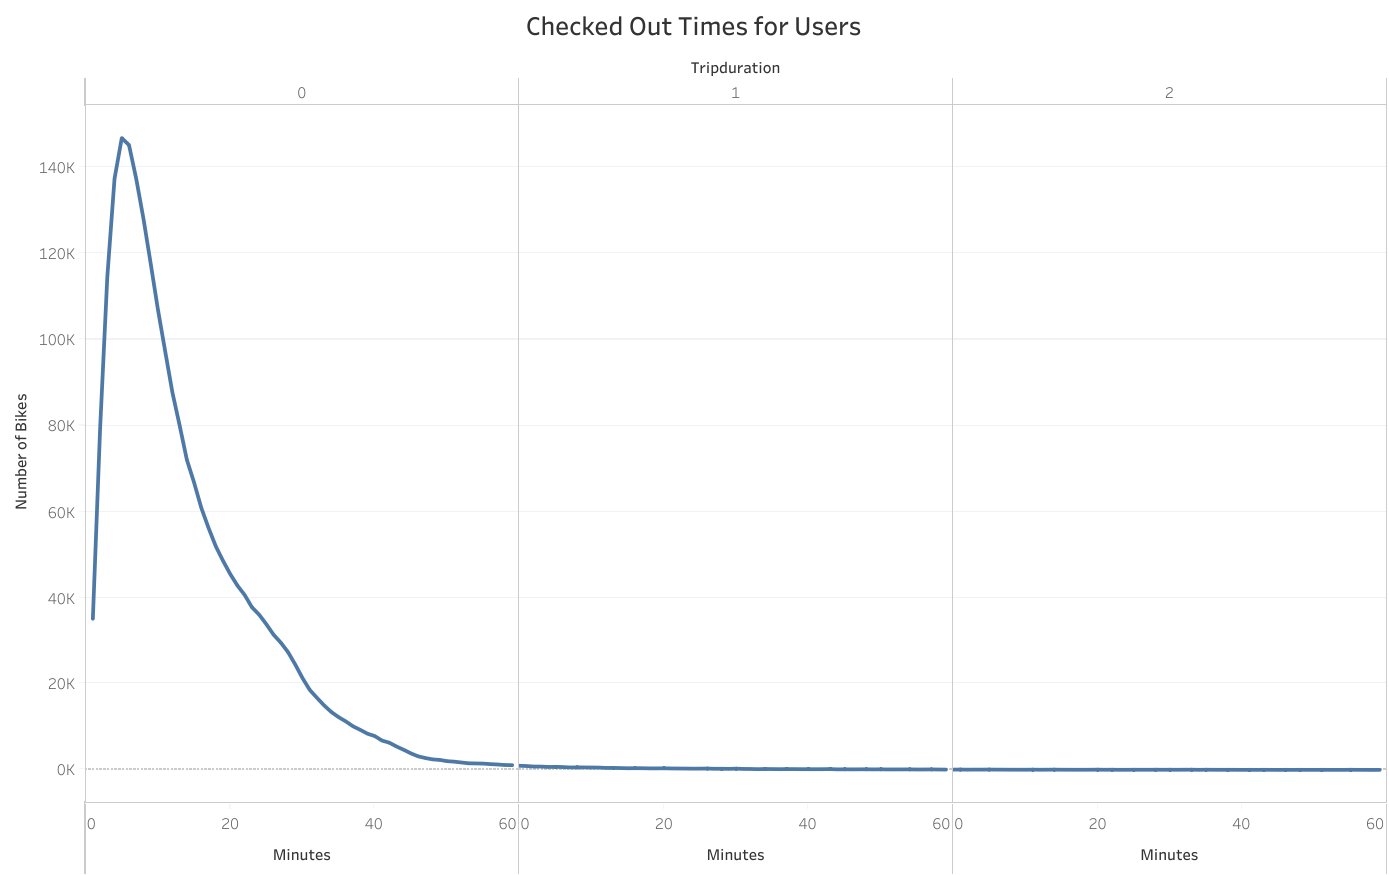 Checked Out Times for Users
Tripduration
0 1 2
140K
120K
100K
80K
60K
40K
20K
0K
Number of Bikes
0 20 40 60 0 20 40 60 0 20 40 60
Minutes Minutes Minutes